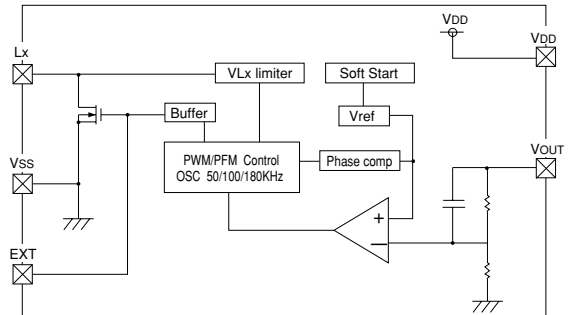 VDD
VDD
Lx
VLx limiter
Soft Start
Buffer
Vref
PWM/PFM Control
OSC 50/100/180KHz
Phase comp
VSS
VOUT
+
−
EXT